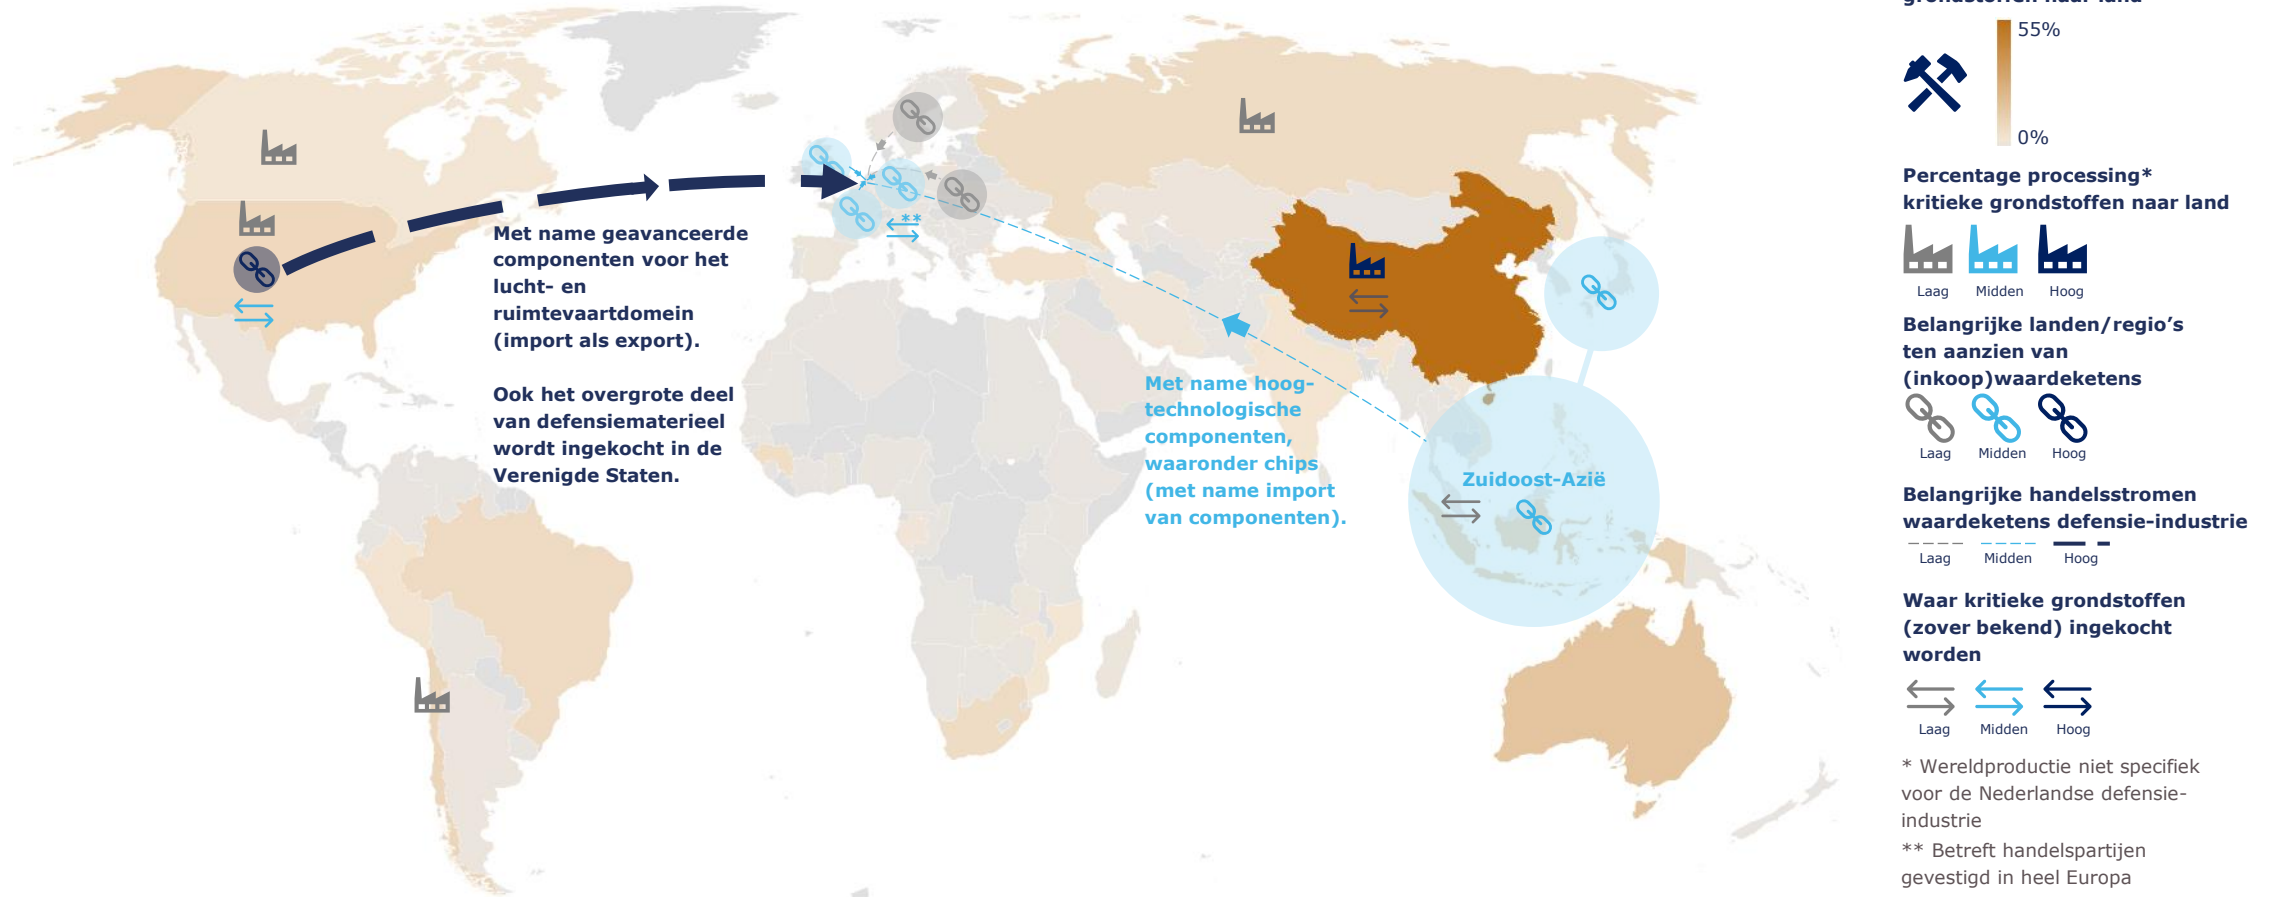 grondstoffen naar land
55%
0%
Percentage processing*
kritieke grondstoffen naar land
Laag Midden Hoog
Belangrijke landen/regio's
ten aanzien van
(inkoop)waardeketens
Laag Midden Hoog
Belangrijke handelsstromen
waardeketens defensie-industrie
Laag Midden Hoog
Waar kritieke grondstoffen
(zover bekend) ingekocht
worden
Laag Midden Hoog
* Wereldproductie niet specifiek
voor de Nederlandse defensie-
industrie
** Betreft handelspartijen
gevestigd in heel Europa
**
Met name geavanceerde
componenten voor het
lucht- en
ruimtevaartdomein
(import als export).
Ook het overgrote deel
van defensiematerieel
wordt ingekocht in de
Verenigde Staten.
Met name hoog-
technologische
componenten,
waaronder chips
(met name import
van componenten).
Zuidoost-Azië